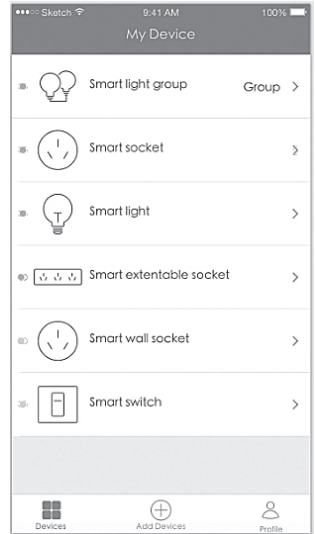 Sketch 9:41 AM 100%
My Device
Smart light group Group
Smart socket
Smart light
Smart extentable socket
Smart wall socket
Smart switch
Devices Add Devices Profile